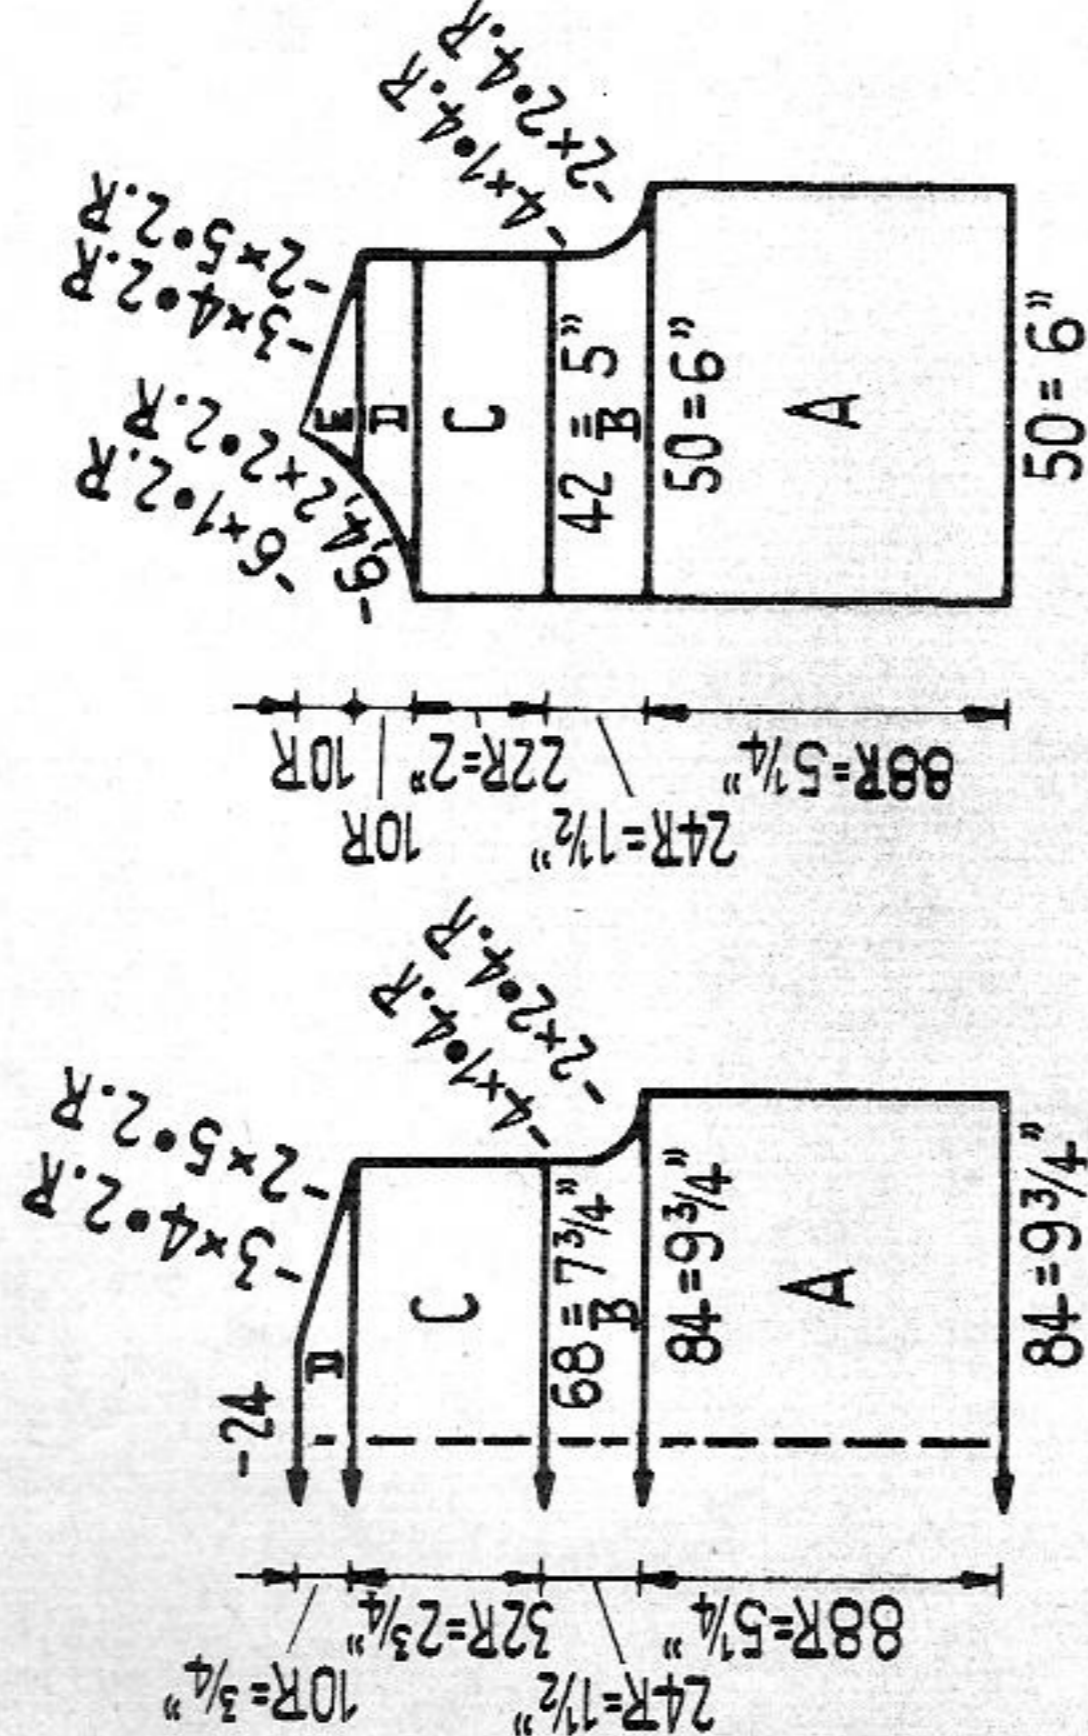 -2×5•2.R
-3×4•2.R
-6×1•2.R
-6,4,2+2•2.R
-4+1•4.R
-2+2•4.R
E
D
C
42 = 5”
B
50=6”
A
50=6”
10R
10R
22R=2”
24R=1½”
88R=5¼”
-2×5•2.R
-3×4•2.R
-24
-4+1•4.R
-2+2•4.R
D
C
68=7¾”
B
84=9¾”
A
84=9¾”
10R=¾”
32R=2¾”
24R=1½”
88R=5¼”